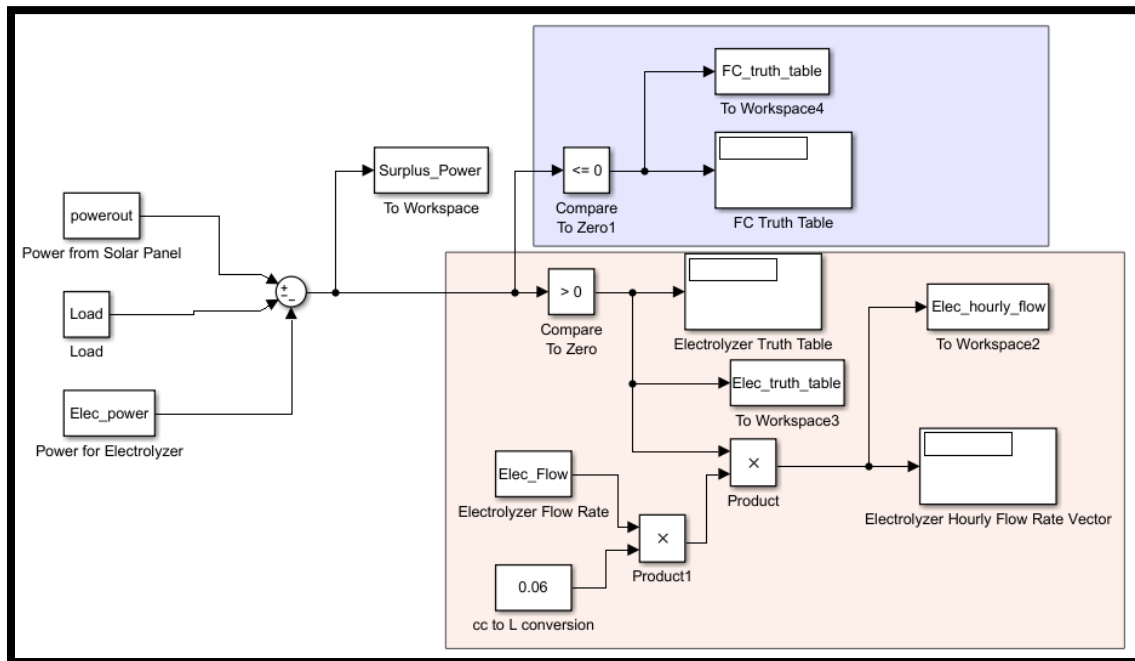 FC_truth_table
To Workspace4
Surplus_Power
To Workspace
<= 0
Compare
To Zero1
FC Truth Table
powerout
Power from Solar Panel
+
−
−
Load
Load
Elec_power
Power for Electrolyzer
> 0
Compare
To Zero
Electrolyzer Truth Table
Elec_hourly_flow
To Workspace2
Elec_truth_table
To Workspace3
Elec_Flow
Electrolyzer Flow Rate
×
Product
Electrolyzer Hourly Flow Rate Vector
×
Product1
0.06
cc to L conversion